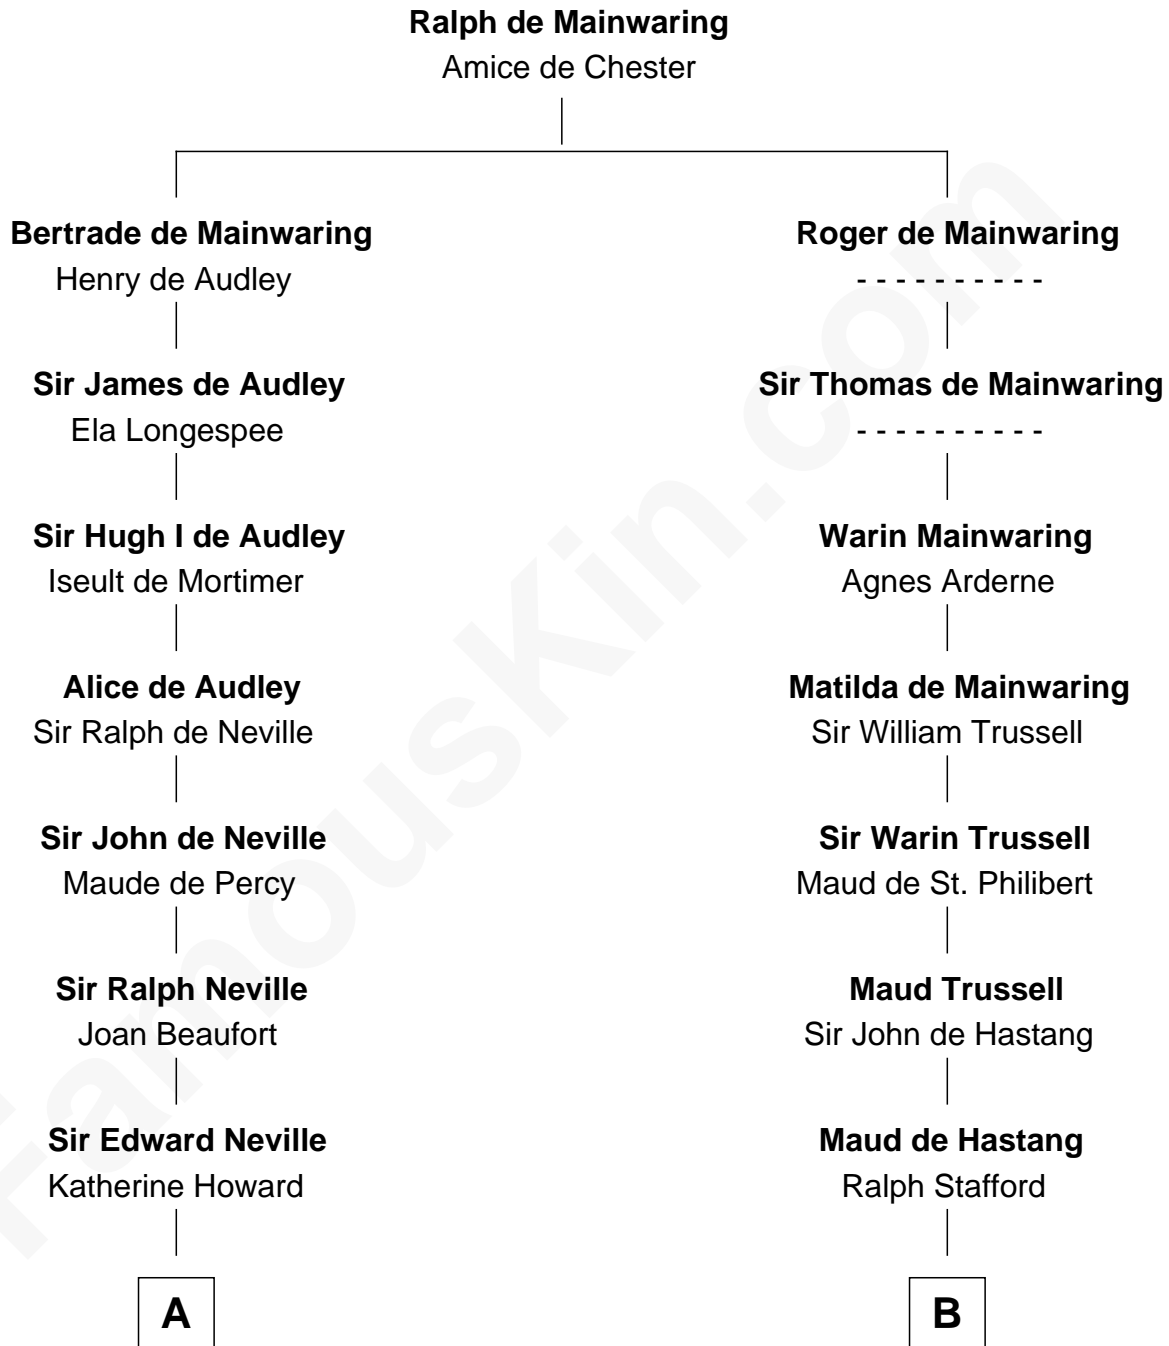 Ralph de Mainwaring
Amice de Chester
Bertrade de Mainwaring
Henry de Audley
Roger de Mainwaring
- - - - - - - - - -
Sir James de Audley
Ela Longespee
Sir Thomas de Mainwaring
- - - - - - - - - -
Sir Hugh I de Audley
Iseult de Mortimer
Warin Mainwaring
Agnes Arderne
Alice de Audley
Sir Ralph de Neville
Matilda de Mainwaring
Sir William Trussell
Sir John de Neville
Maude de Percy
Sir Warin Trussell
Maud de St. Philibert
Sir Ralph Neville
Joan Beaufort
Maud Trussell
Sir John de Hastang
Sir Edward Neville
Katherine Howard
Maud de Hastang
Ralph Stafford
A
B
FamousKin.com